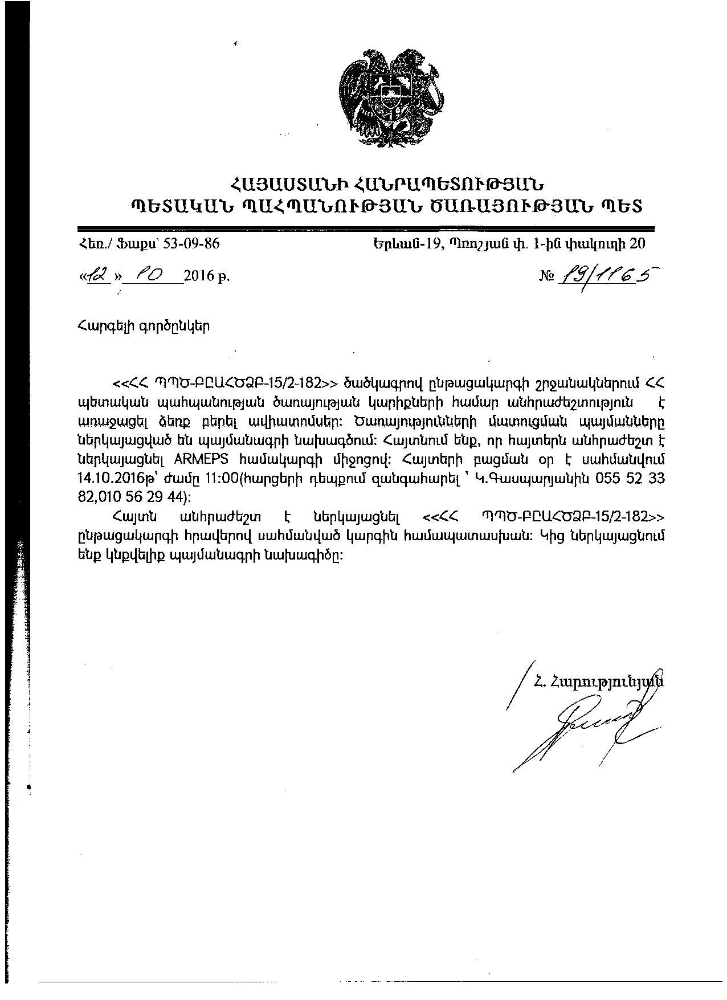 ՀԱՅԱՍՏԱՆԻ ՀԱՆՐԱՊԵՏՈՒԹՅԱՆ
ՊԵՏԱԿԱՆ ՊԱՀՊԱՆՈՒԹՅԱՆ ԾԱՌԱՅՈՒԹՅԱՆ ՊԵՏ
Հեռ./ Ֆաքս՝ 53-09-86 Երևան-19, Պռոշյան փ. 1-ին փակուղի 20
«12» 10 2016 թ. № 19/1165
Հարգելի գործընկեր
<<ՀՀ ՊՊԾ-ԲԸԱՀԾՁԲ-15/2-182>> ծածկագրով ընթացակարգի շրջանակներում ՀՀ
պետական պահպանության ծառայության կարիքների համար անհրաժեշտություն է
առաջացել ձեռք բերել ավիատոմսեր: Ծառայությունների մատուցման պայմանները
ներկայացված են պայմանագրի նախագծում: Հայտնում ենք, որ հայտերն անհրաժեշտ է
ներկայացնել ARMEPS համակարգի միջոցով: Հայտերի բացման օր է սահմանվում
14.10.2016թ՝ ժամը 11:00(հարցերի դեպքում զանգահարել ՝ Կ.Գասպարյանին 055 52 33
82,010 56 29 44):
Հայտն անհրաժեշտ է ներկայացնել <<ՀՀ ՊՊԾ-ԲԸԱՀԾՁԲ-15/2-182>>
ընթացակարգի հրավերով սահմանված կարգին համապատասխան: Կից ներկայացնում
ենք կնքվելիք պայմանագրի նախագիծը:
Հ. Հարությունյան